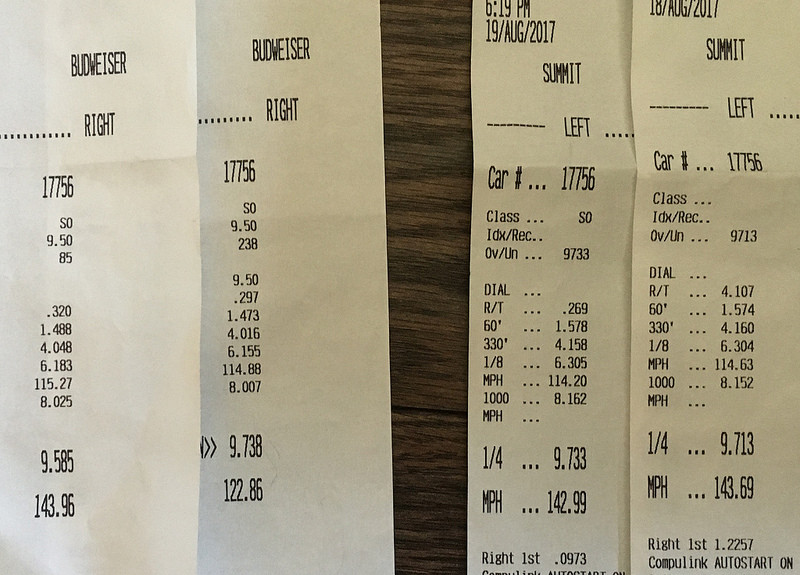 BUDWEISER
........... RIGHT
17756
SO
9.50
85
.320
1.488
4.048
6.183
115.27
8.025
9.585
143.96
BUDWEISER
......... RIGHT
17756
SO
9.50
238
9.50
.297
1.473
4.016
6.155
114.88
8.007
>> 9.738
122.86
6:19 PM
19/AUG/2017
SUMMIT
--------- LEFT .....
Car # ... 17756
Class ... SO
Idx/Rec..
Ov/Un ... 9733
DIAL ...
R/T ... .269
60' ... 1.578
330' ... 4.158
1/8 ... 6.305
MPH ... 114.20
1000 ... 8.162
MPH ...
1/4 ... 9.733
MPH ... 142.99
Right 1st .0973
Compulink AUTOSTART ON
18/AUG/2017
SUMMIT
--------- LEFT .....
Car # ... 17756
Class ...
Idx/Rec..
Ov/Un ... 9713
DIAL ...
R/T ... 4.107
60' ... 1.574
330' ... 4.160
1/8 ... 6.304
MPH ... 114.63
1000 ... 8.152
MPH ...
1/4 ... 9.713
MPH ... 143.69
Right 1st 1.2257
Compulink AUTOSTART ON